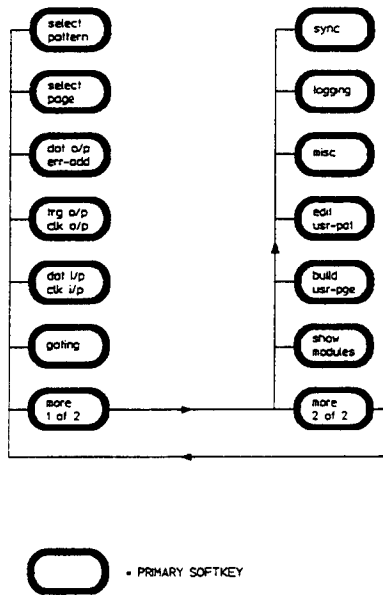 select
pattern
select
page
dat o/p
err-add
trg o/p
clk o/p
dat i/p
clk i/p
gating
more
1 of 2
sync
logging
misc
edit
usr-pat
build
usr-pge
show
modules
more
2 of 2
- PRIMARY SOFTKEY